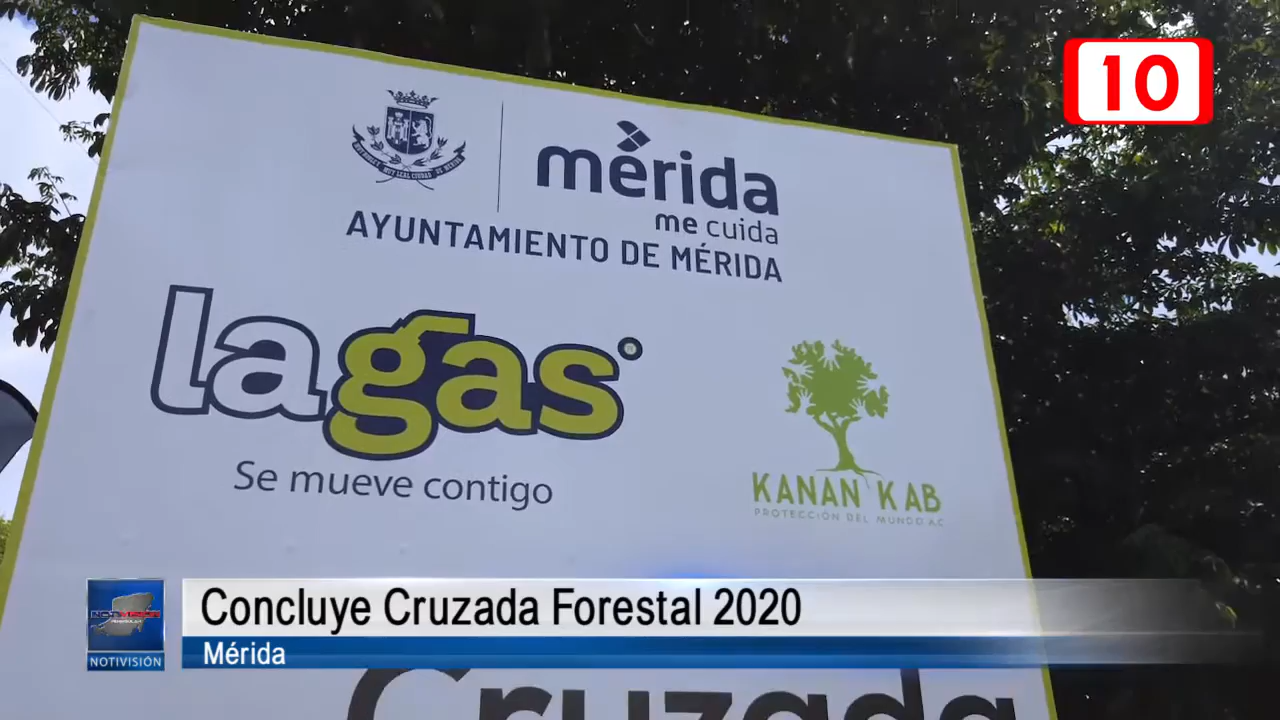 10
mérida
me cuida
AYUNTAMIENTO DE MÉRIDA
lagas
Se mueve contigo
KANAN KAB
PROTECCIÓN DEL MUNDO AC
Concluye Cruzada Forestal 2020
Mérida
NOTIVISIÓN
Cruzada